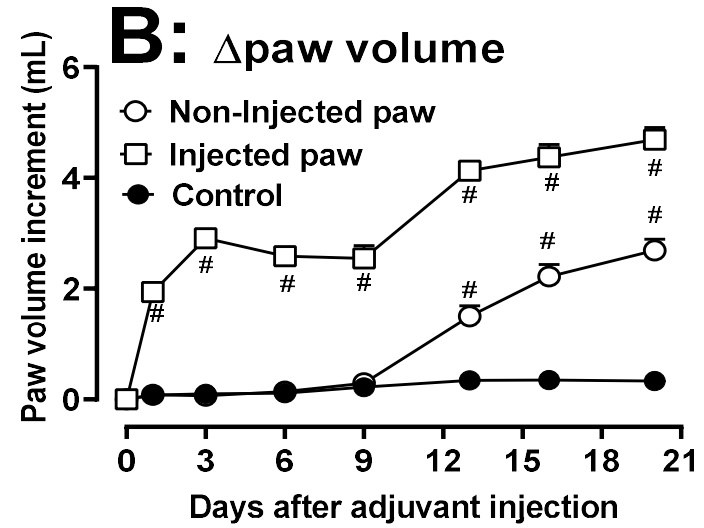 B: Δpaw volume
Paw volume increment (mL)
6
4
2
0
Non-Injected paw
Injected paw
Control
# # # # # # #
# # #
0 3 6 9 12 15 18 21
Days after adjuvant injection